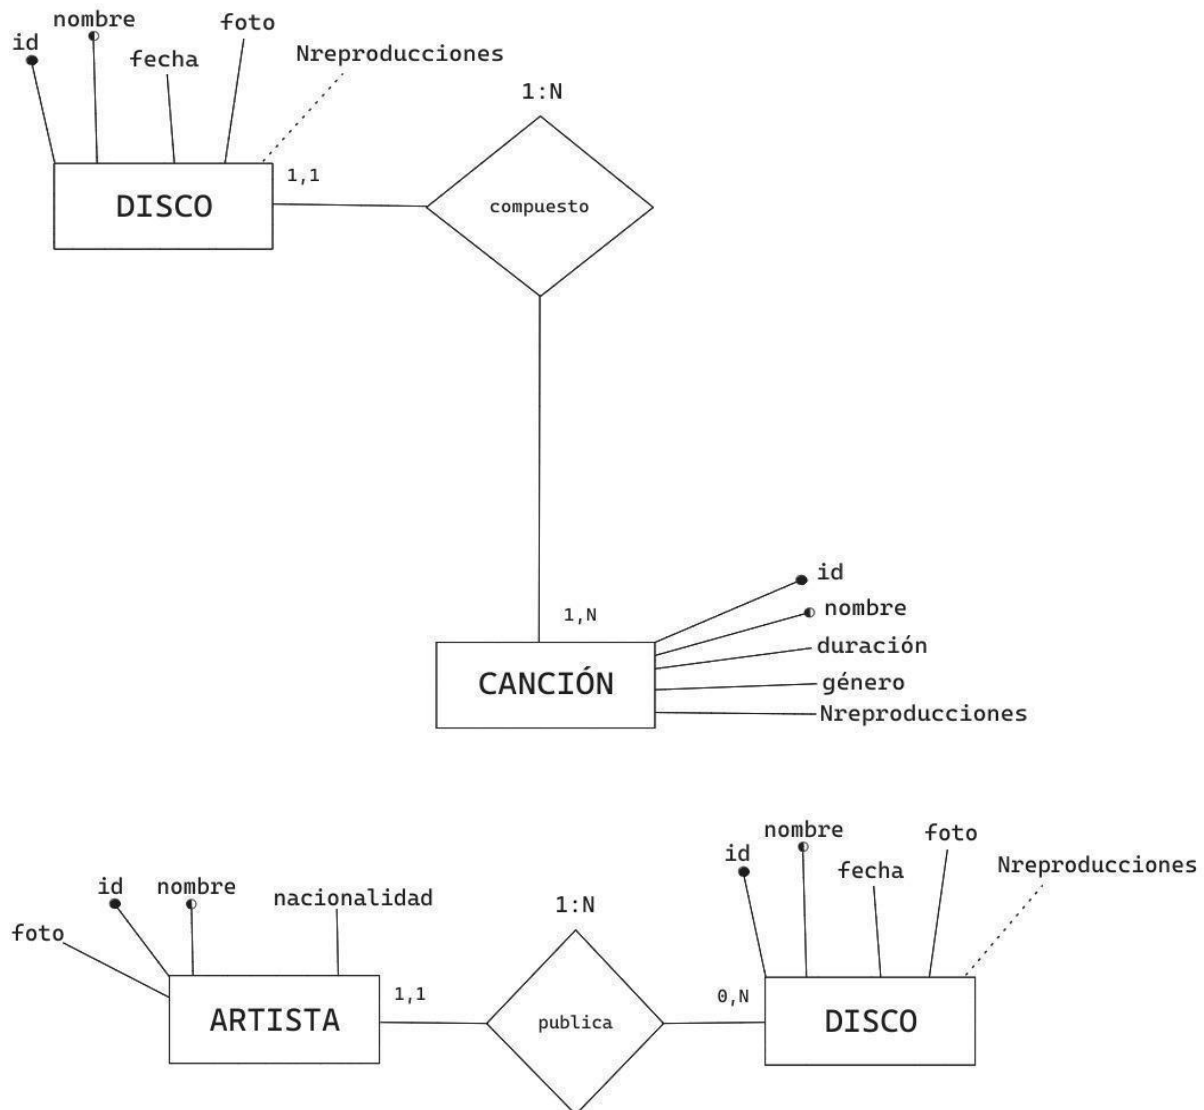 nombre
foto
id
fecha
Nreproducciones
1:N
1,1
DISCO
compuesto
id
1,N
nombre
duración
CANCIÓN
género
Nreproducciones
nombre
foto
id
fecha
Nreproducciones
id
nombre
nacionalidad
1:N
foto
1,1
0,N
ARTISTA
publica
DISCO